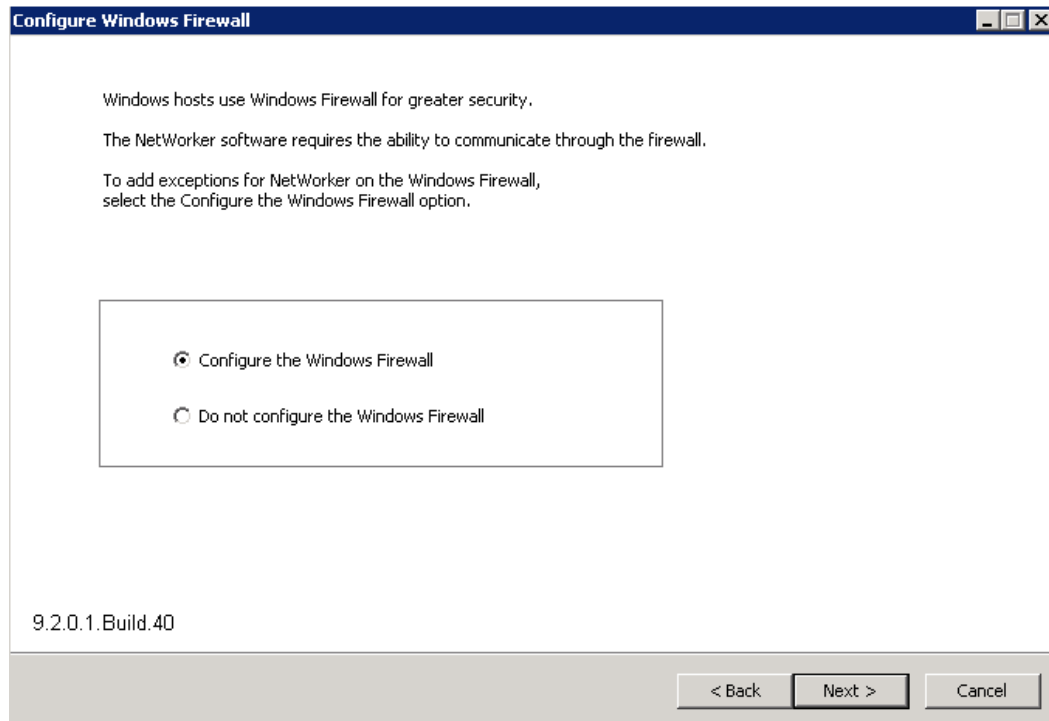 Configure Windows Firewall
Windows hosts use Windows Firewall for greater security.
The NetWorker software requires the ability to communicate through the firewall.
To add exceptions for NetWorker on the Windows Firewall,
select the Configure the Windows Firewall option.
Configure the Windows Firewall
Do not configure the Windows Firewall
9.2.0.1.Build.40
< Back
Next >
Cancel